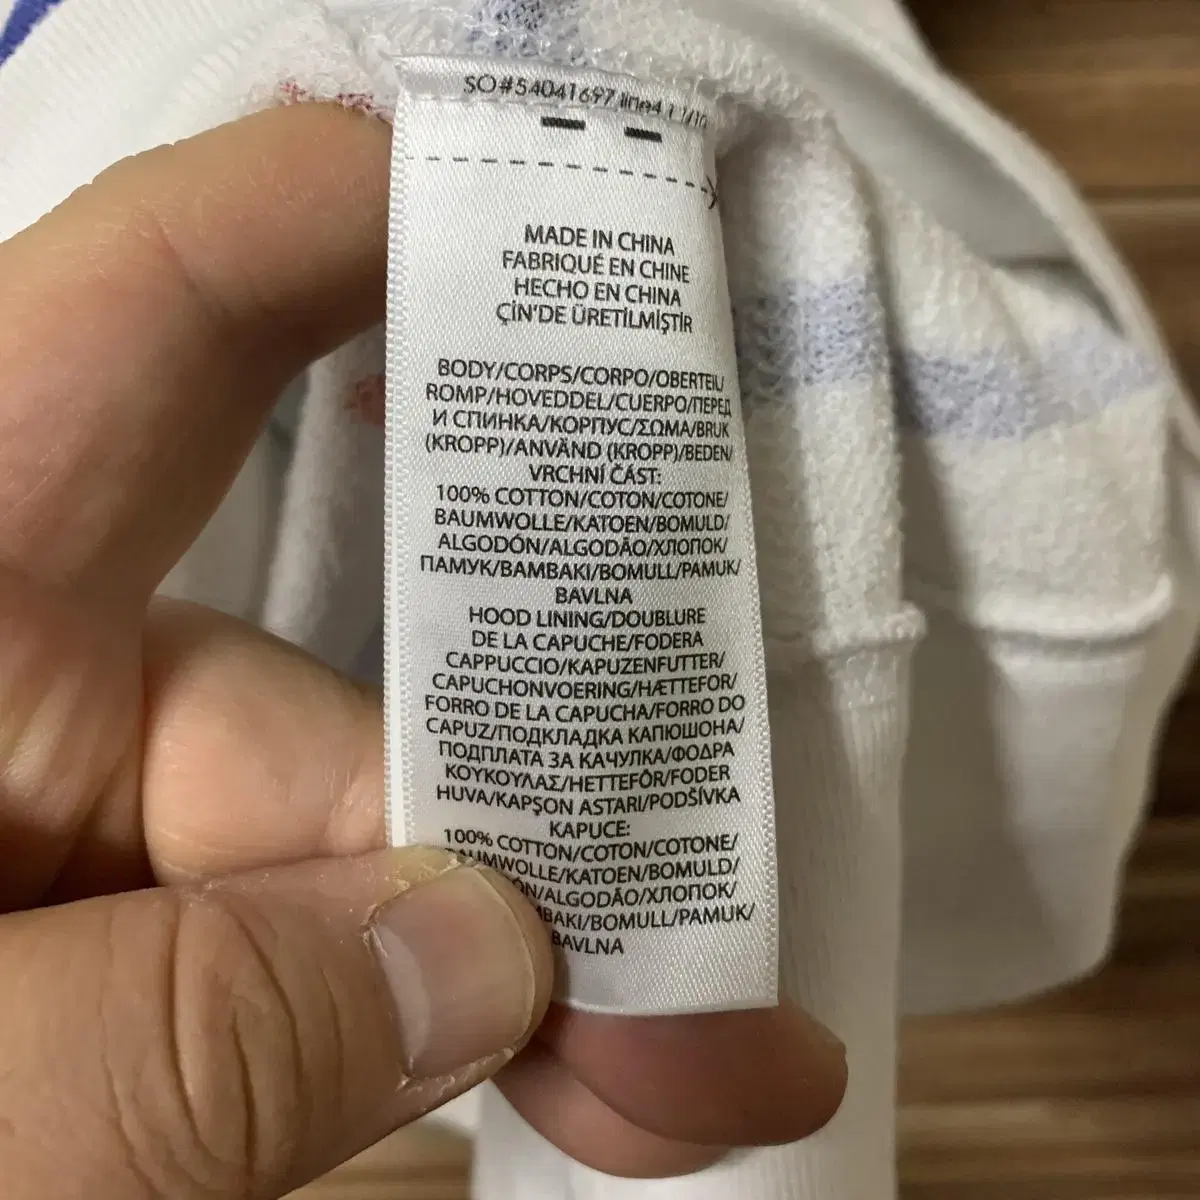 SO#54041697 line4 L 1/10
MADE IN CHINA
FABRIQUÉ EN CHINE
HECHO EN CHINA
ÇİN'DE ÜRETİLMİŞTİR
BODY/CORPS/CORPO/OBERTEIL/
ROMP/HOVEDDEL/CUERPO/ПЕРЕД
И СПИНКА/КОРПУС/ΣΩΜΑ/BRUK
(KROPP)/ANVÄND (KROPP)/BEDEN/
VRCHNÍ ČÁST:
100% COTTON/COTON/COTONE/
BAUMWOLLE/KATOEN/BOMULD/
ALGODÓN/ALGODÃO/ХЛОПОК/
ПАМУК/ΒΑΜΒΑΚΙ/BOMULL/PAMUK/
BAVLNA
HOOD LINING/DOUBLURE
DE LA CAPUCHE/FODERA
CAPPUCCIO/KAPUZENFUTTER/
CAPUCHONVOERING/HÆTTEFOR/
FORRO DE LA CAPUCHA/FORRO DO
CAPUZ/ПОДКЛАДКА КАПЮШОНА/
ПОДПЛАТА ЗА КАЧУЛКА/ΦΟΔΡΑ
ΚΟΥΚΟΥΛΑΣ/HETTEFÔR/FODER
HUVA/KAPŞON ASTARI/PODŠÍVKA
KAPUCE:
100% COTTON/COTON/COTONE/
AUMWOLLE/KATOEN/BOMULD/
ÓN/ALGODÃO/ХЛОПОК/
ΜΒΑΚΙ/BOMULL/PAMUK/
BAVLNA